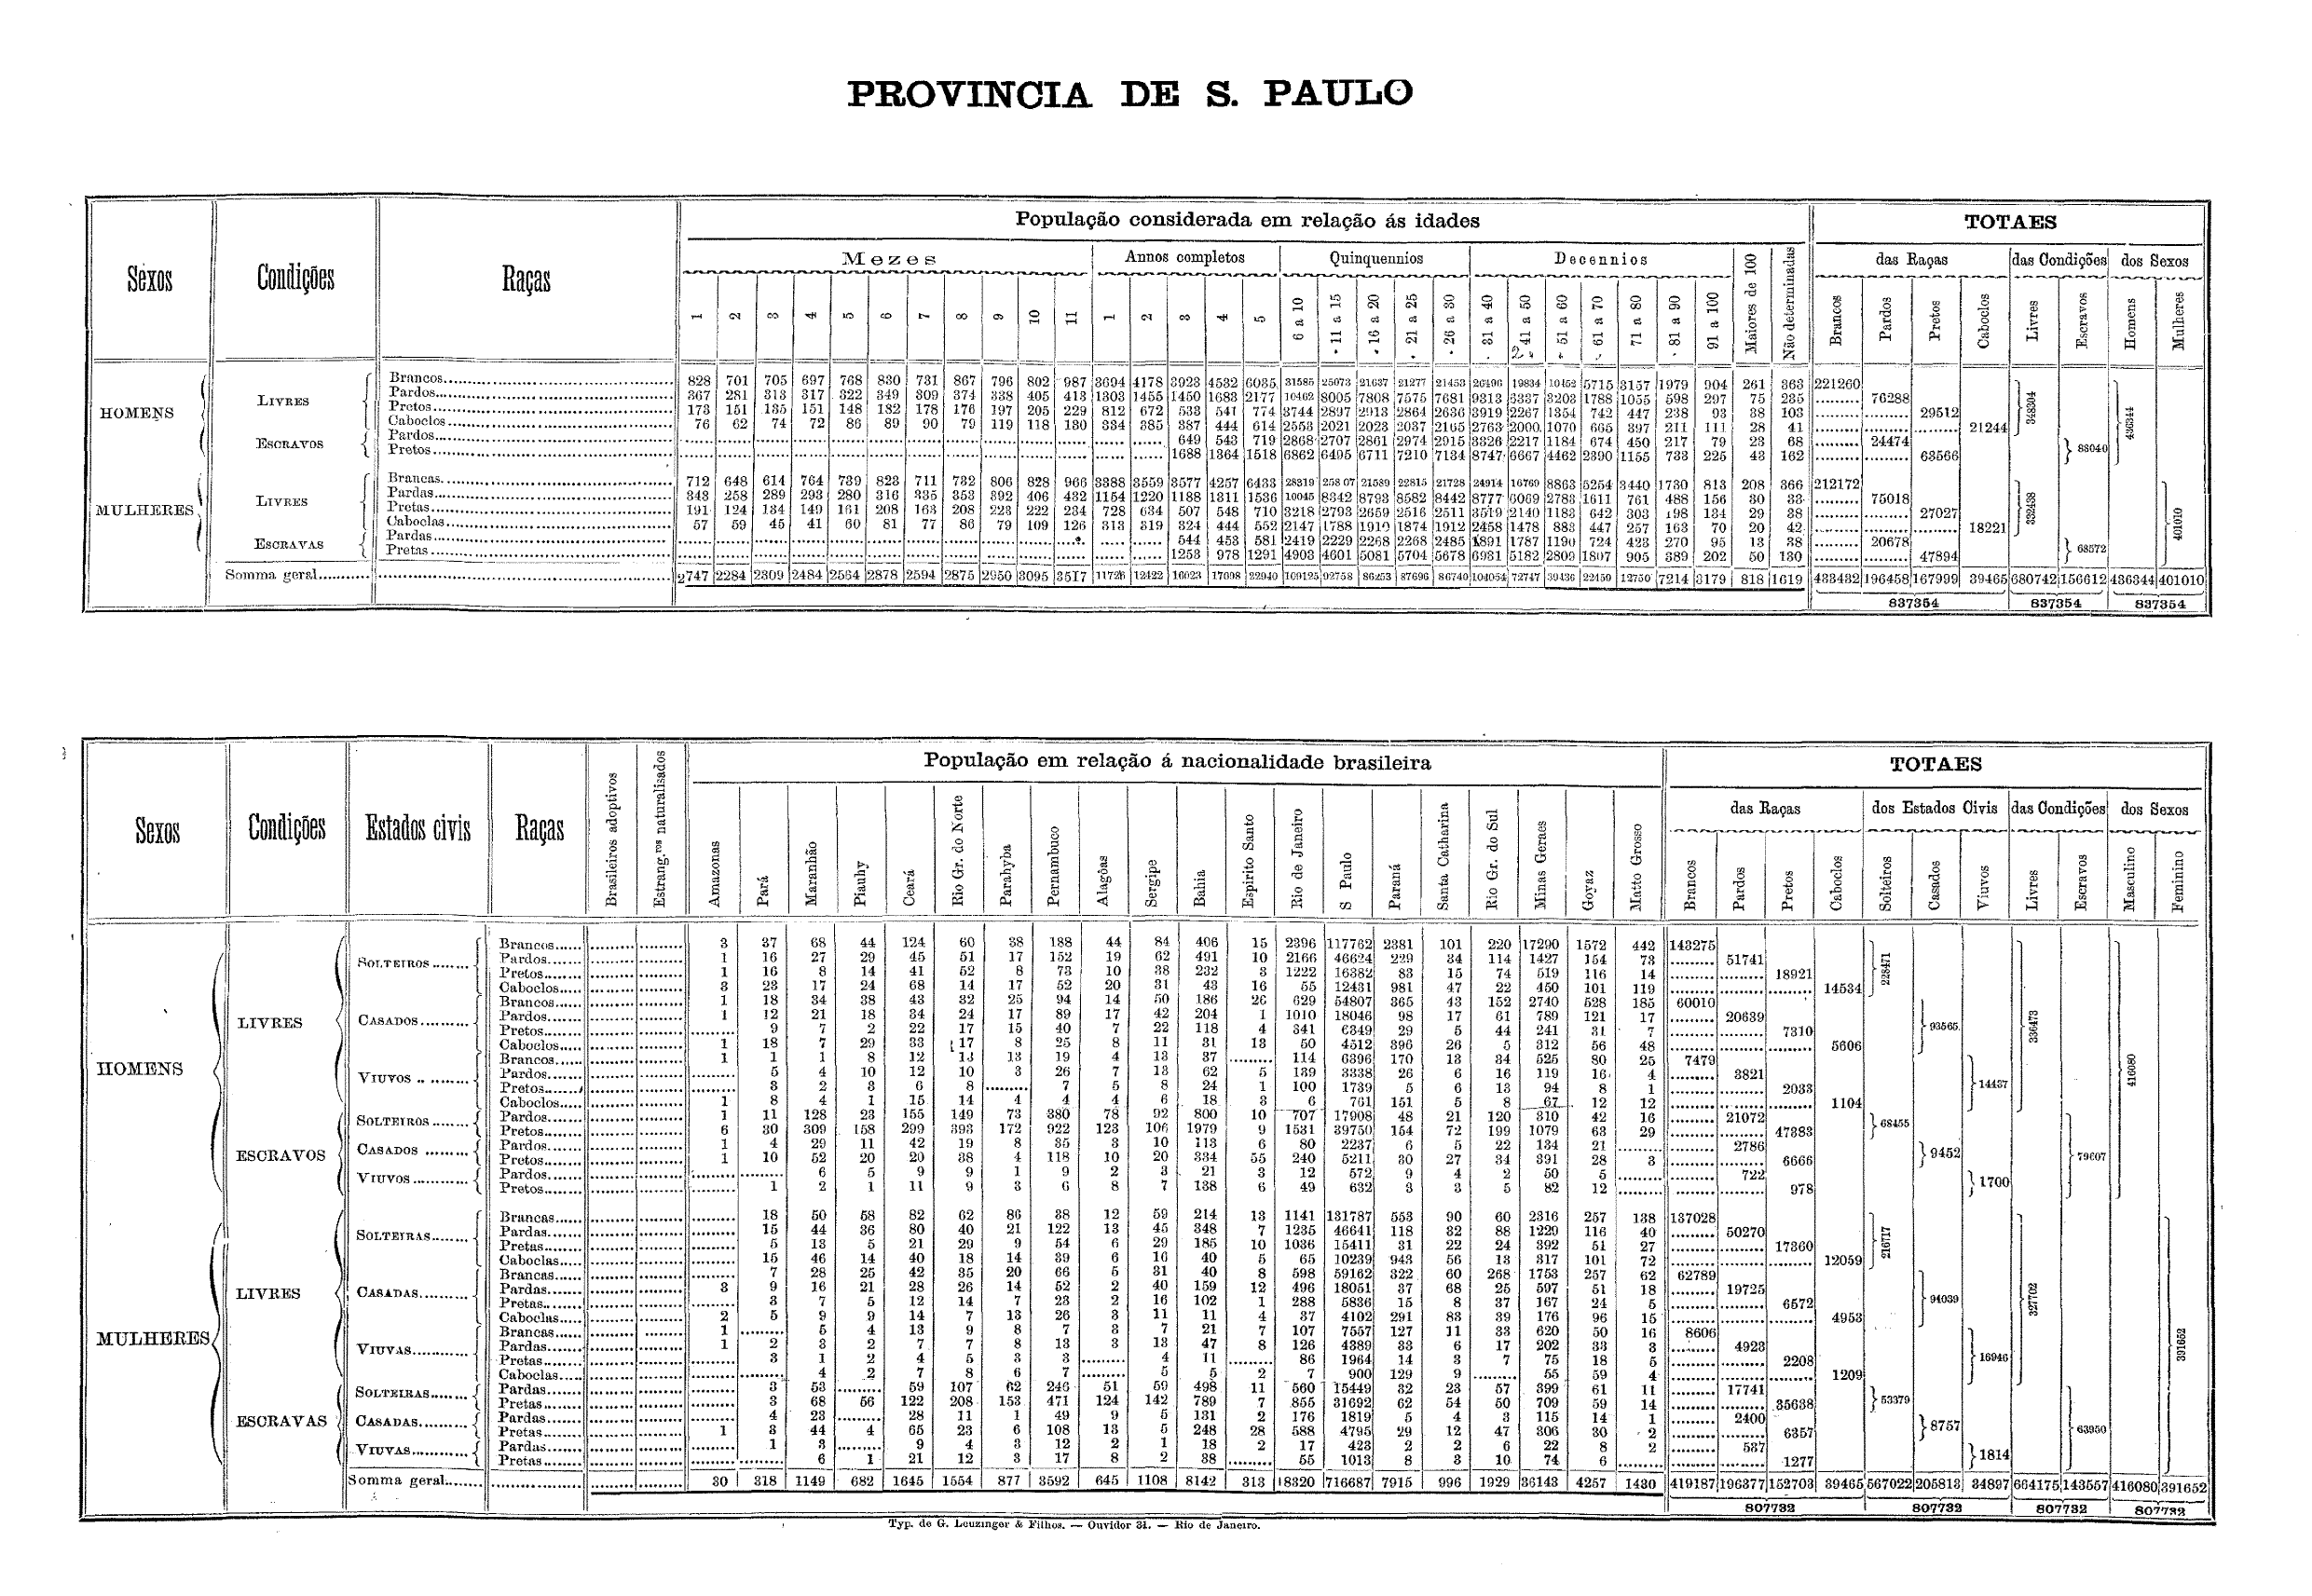 PROVINCIA DE S. PAULO
População considerada em relação ás idades TOTAES
Sexos Condições Raças Mezes Annos completos Quinquennios Decennios Maiores de 100 Não determinadas das Raças das Condições dos Sexos
1 2 3 4 5 6 7 8 9 10 11 1 2 3 4 5 6 a 10 11 a 15 16 a 20 21 a 25 26 a 30 31 a 40 41 a 50 51 a 60 61 a 70 71 a 80 81 a 90 91 a 100 Brancos Pardos Pretos Caboclos Livres Escravos Homens Mulheres
HOMENS LIVRES Brancos 828 701 705 697 768 830 731 867 796 802 987 3694 4178 3923 4532 6035 31585 25073 21637 21277 21453 26496 19834 10452 5715 3157 1979 904 261 363 221260
Pardos 367 281 313 317 322 349 309 374 338 405 413 1303 1455 1450 1683 2177 10462 8005 7808 7575 7681 9313 6337 3203 1788 1055 598 297 75 235 76288
Pretos 173 151 135 151 148 182 178 176 197 205 229 812 672 533 541 774 3744 2897 2913 2864 2636 3919 2267 1354 742 447 238 93 38 103 29512
Caboclos 76 62 74 72 86 89 90 79 119 118 130 334 385 387 444 614 2553 2021 2023 2037 2165 2763 2000 1070 665 397 211 111 28 41 21244 348304
ESCRAVOS Pardos 649 543 719 2868 2707 2861 2974 2915 3326 2217 1184 674 450 217 79 23 68 24474
Pretos 1688 1364 1518 6862 6495 6711 7210 7134 8747 6667 4462 2390 1155 733 225 43 162 63566 88040 436344
MULHERES LIVRES Brancas 712 648 614 764 739 823 711 732 806 828 966 3388 3559 3577 4257 6433 28319 25807 21589 22815 21728 24914 16769 8863 5254 3440 1730 813 208 366 212172
Pardas 343 258 289 293 280 316 335 353 392 406 432 1154 1220 1188 1311 1536 10045 8342 8793 8582 8442 8777 6069 2783 1611 761 488 156 30 33 75018
Pretas 191 124 134 149 161 208 163 208 223 222 234 728 634 507 548 710 3218 2793 2659 2516 2511 3519 2140 1183 642 303 198 134 29 38 27027
Caboclas 57 59 45 41 60 81 77 86 79 109 126 313 319 324 444 552 2147 1788 1910 1874 1912 2458 1478 883 447 257 163 70 20 42 18221 332438
ESCRAVAS Pardas 544 453 581 2419 2229 2268 2268 2485 1891 1787 1190 724 423 270 95 13 38 20678
Pretas 1253 978 1291 4903 4601 5081 5704 5678 6931 5182 2809 1807 905 389 202 50 130 47894 68572 401010
Somma geral 2747 2284 2309 2484 2564 2878 2594 2875 2950 3095 3517 11726 12422 16023 17098 22940 109125 92758 86253 87696 86740 104054 72747 39436 22459 12750 7214 3179 818 1619 433432 196458 167999 39465 680742 156612 436344 401010
837354 837354 837354
População em relação á nacionalidade brasileira TOTAES
Sexos Condições Estados civis Raças Brasileiros adoptivos Estrang.ros naturalisados das Raças dos Estados Civis das Condições dos Sexos
Amazonas Pará Maranhão Piauhy Ceará Rio Gr. do Norte Parahyba Pernambuco Alagôas Sergipe Bahia Espirito Santo Rio de Janeiro S Paulo Paraná Santa Catharina Rio Gr. do Sul Minas Geraes Goyaz Matto Grosso Brancos Pardos Pretos Caboclos Solteiros Casados Viuvos Livres Escravos Masculino Feminino
HOMENS LIVRES SOLTEIROS Brancos 3 37 68 44 124 60 38 188 44 84 406 15 2396 117762 2381 101 220 17290 1572 442 143275
Pardos 1 16 27 29 45 51 17 152 19 62 491 10 2166 46624 229 34 114 1427 154 73 51741
Pretos 1 16 8 14 41 52 8 73 10 38 232 3 1222 16382 83 15 74 519 116 14 18921
Caboclos 3 23 17 24 68 14 17 52 20 31 43 16 55 12431 981 47 22 450 101 119 14534 228471
CASADOS Brancos 1 18 34 38 43 32 25 94 14 50 186 26 629 54807 365 43 152 2740 528 185 60010
Pardos 1 12 21 18 34 24 17 89 17 42 204 1 1010 18046 98 17 61 789 121 17 20639
Pretos 9 7 2 22 17 15 40 7 22 118 4 341 6349 29 5 44 241 31 7 7310
Caboclos 1 18 7 29 33 17 8 25 8 11 31 13 50 4512 396 26 5 312 56 48 5606 93565
VIUVOS Brancos 1 1 1 8 12 13 13 19 4 13 37 114 6396 170 13 34 525 80 25 7479
Pardos 5 4 10 12 10 3 26 7 13 62 5 139 3338 26 6 16 119 16 4 3821
Pretos 3 2 3 6 8 7 5 8 24 1 100 1739 5 6 13 94 8 1 2033
Caboclos 1 8 4 1 15 14 4 4 4 6 18 3 6 761 151 5 8 67 12 12 1104 14437 336473
ESCRAVOS SOLTEIROS Pardos 1 11 128 23 155 149 73 380 78 92 800 10 707 17908 48 21 120 310 42 16 21072
Pretos 6 30 309 158 299 393 172 922 123 106 1979 9 1531 39750 154 72 199 1079 63 29 47383 68455
CASADOS Pardos 1 4 29 11 42 19 8 35 3 10 113 6 80 2237 6 5 22 134 21 2786
Pretos 1 10 52 20 20 38 4 118 10 20 334 55 240 5211 30 27 34 391 28 3 6666 9452
VIUVOS Pardos 6 5 9 9 1 9 2 3 21 3 12 572 9 4 2 50 5 722
Pretos 1 2 1 11 9 3 6 8 7 138 6 49 632 3 3 5 82 12 978 1700 79607 416080
MULHERES LIVRES SOLTEIRAS Brancas 18 50 58 82 62 86 38 12 59 214 13 1141 131787 553 90 60 2316 257 138 137028
Pardas 15 44 36 80 40 21 122 13 45 348 7 1235 46641 118 32 88 1229 116 40 50270
Pretas 5 13 5 21 29 9 54 6 29 185 10 1036 15411 31 22 24 392 51 27 17360
Caboclas 15 46 14 40 18 14 39 6 16 40 5 65 10239 943 56 13 317 101 72 12059 216717
CASADAS Brancas 7 28 25 42 35 20 66 5 31 40 8 598 59162 322 60 268 1753 257 62 62789
Pardas 3 9 16 21 28 26 14 52 2 40 159 12 496 18051 37 68 25 597 51 18 19725
Pretas 3 7 5 12 14 7 23 2 16 102 1 288 5836 15 8 37 167 24 5 6572
Caboclas 2 5 9 9 14 7 13 26 3 11 11 4 37 4102 291 83 39 176 96 15 4953 94039
VIUVAS Brancas 1 5 4 13 9 8 7 3 7 21 7 107 7557 127 11 33 620 50 16 8606
Pardas 1 2 3 2 7 7 8 13 3 13 47 8 126 4389 33 6 17 202 33 3 4923
Pretas 3 1 2 4 5 3 3 4 11 86 1964 14 3 7 75 18 5 2208
Caboclas 4 2 7 8 6 7 5 5 2 7 900 129 9 55 59 4 1209 16946 327702
ESCRAVAS SOLTEIRAS Pardas 3 53 59 107 62 246 51 59 498 11 560 15449 32 23 57 399 61 11 17741
Pretas 3 68 56 122 208 153 471 124 142 789 7 855 31692 62 54 50 709 59 14 35638 53379
CASADAS Pardas 4 23 28 11 1 49 9 5 131 2 176 1819 5 4 3 115 14 1 2400
Pretas 1 3 44 4 65 23 6 108 13 5 248 28 588 4795 29 12 47 306 30 2 6357 8757
VIUVAS Pardas 1 3 9 4 3 12 2 1 18 2 17 423 2 2 6 22 8 2 537
Pretas 6 1 21 12 3 17 8 2 38 55 1013 8 3 10 74 6 1277 1814 63950 391652
Somma geral 30 318 1149 682 1645 1554 877 3592 645 1108 8142 313 18320 716687 7915 996 1929 36143 4257 1430 419187 196377 152703 39465 567022 205813 34897 664175 143557 416080 391652
807732 807732 807732 807732
Typ. de G. Leuzinger & Filhos. — Ouvidor 31. — Rio de Janeiro.